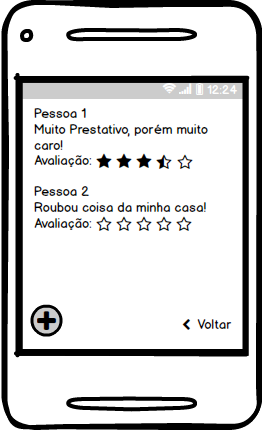 12:24
Pessoa 1
Muito Prestativo, porém muito
caro!
Avaliação:
Pessoa 2
Roubou coisa da minha casa!
Avaliação:
Voltar